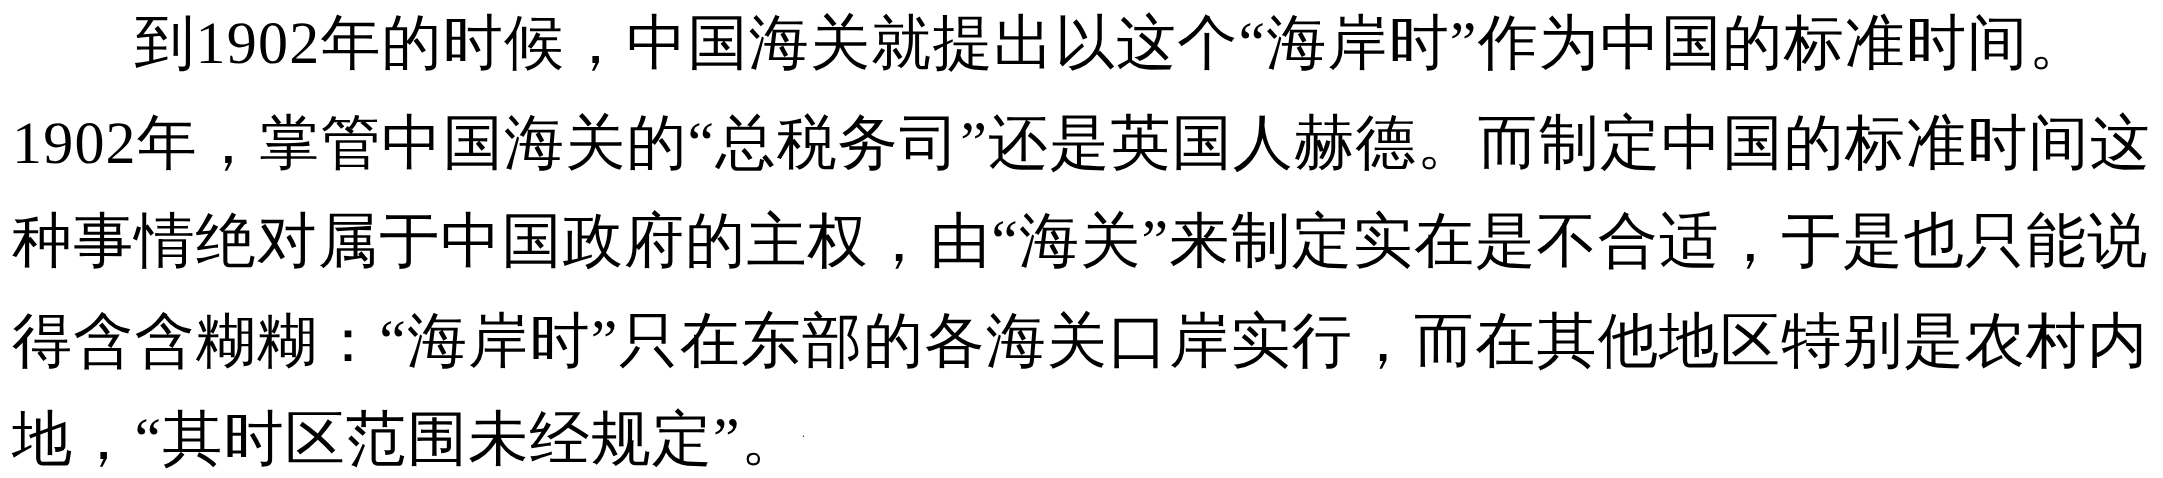 到1902年的时候，中国海关就提出以这个“海岸时”作为中国的标准时间。
1902年，掌管中国海关的“总税务司”还是英国人赫德。而制定中国的标准时间这
种事情绝对属于中国政府的主权，由“海关”来制定实在是不合适，于是也只能说
得含含糊糊：“海岸时”只在东部的各海关口岸实行，而在其他地区特别是农村内
地，“其时区范围未经规定”。